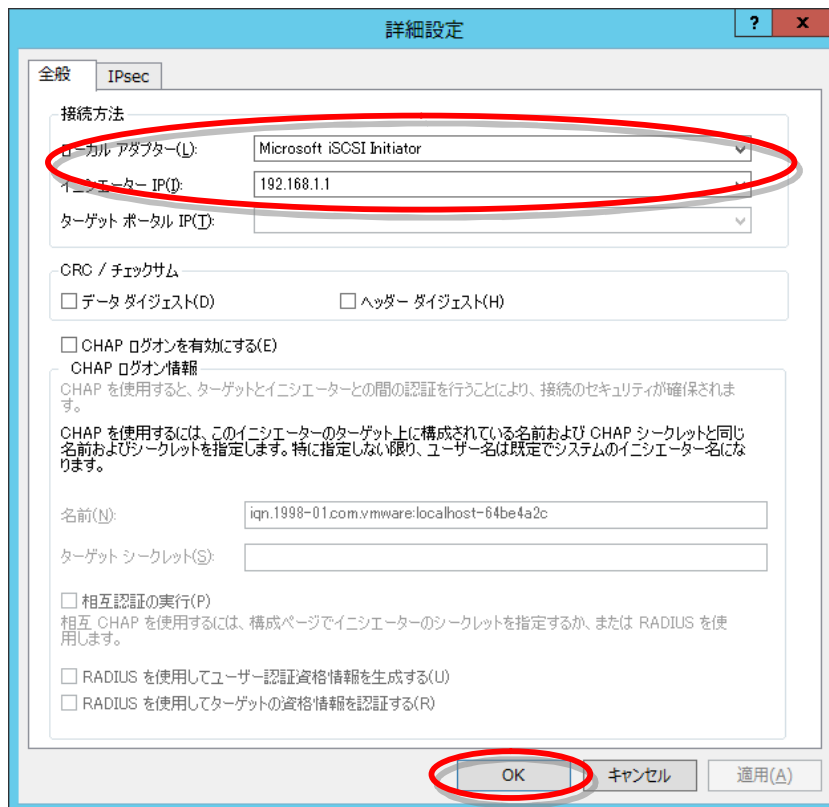 詳細設定
? x
全般 IPsec
接続方法
ローカル アダプター(L): Microsoft iSCSI Initiator
イニシエーター IP(I): 192.168.1.1
ターゲット ポータル IP(T):
CRC / チェックサム
データ ダイジェスト(D) ヘッダー ダイジェスト(H)
CHAP ログオンを有効にする(E)
CHAP ログオン情報
CHAP を使用すると、ターゲットとイニシエーターとの間の認証を行うことにより、接続のセキュリティが確保されま
す。
CHAP を使用するには、このイニシエーターのターゲット上に構成されている名前および CHAP シークレットと同じ
名前およびシークレットを指定します。特に指定しない限り、ユーザー名は既定でシステムのイニシエーター名にな
ります。
名前(N): iqn.1998-01.com.vmware:localhost-64be4a2c
ターゲット シークレット(S):
相互認証の実行(P)
相互 CHAP を使用するには、構成ページでイニシエーターのシークレットを指定するか、または RADIUS を使
用します。
RADIUS を使用してユーザー認証資格情報を生成する(U)
RADIUS を使用してターゲットの資格情報を認証する(R)
OK キャンセル 適用(A)